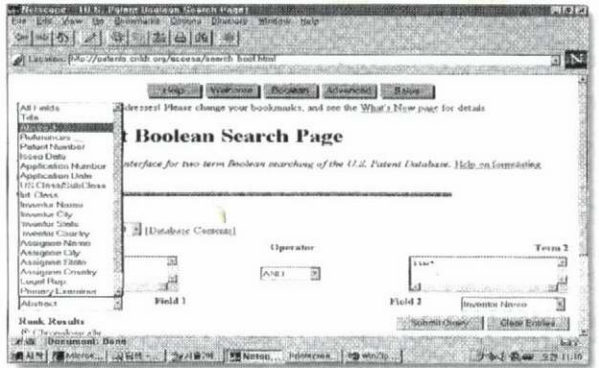 Netscape - [U.S. Patent Boolean Search Page]
File Edit View Go Bookmarks Options Directory Window Help
Location: http://patents.cnidr.org/access/search-bool.html
Help Welcome Boolean Advanced
addresses! Please change your bookmarks, and see the What's New page for details
t Boolean Search Page
interface for two term Boolean searching of the U.S. Patent Database. Help on formulating
All Fields
Title
Abstract
References
Patent Number
Issue Date
Application Number
Application Date
US Class/SubClass
Int. Class
Inventor Name
Inventor City
Inventor State
Inventor Country
Assignee Name
Assignee City
Assignee State
Assignee Country
Legal Rep.
Primary Examiner
Abstract
[Database Contents]
Operator
Term 2
AND
Field 1
Field 2
Inventor Name
Rank Results
Submit Query Clear Entries
Document: Done